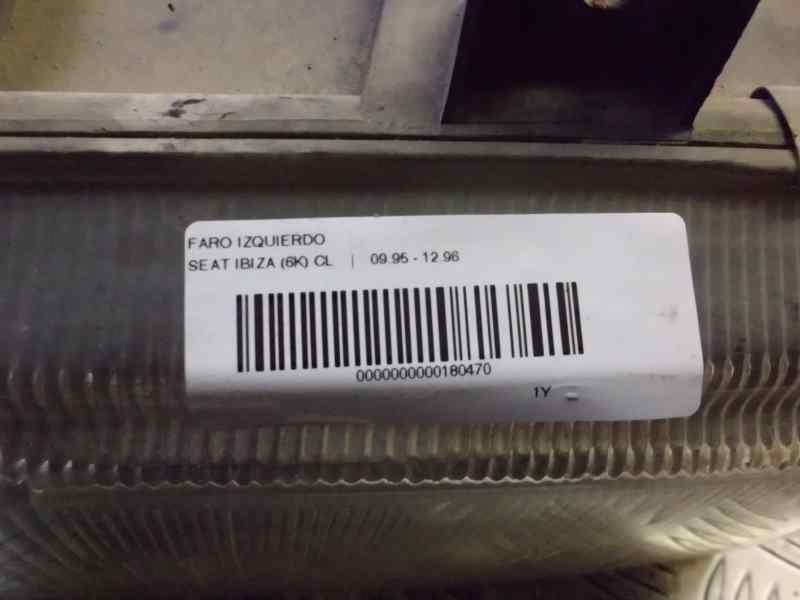 FARO IZQUIERDO
SEAT IBIZA (6K) CL | 09.95 - 12.96
0000000000180470
1Y